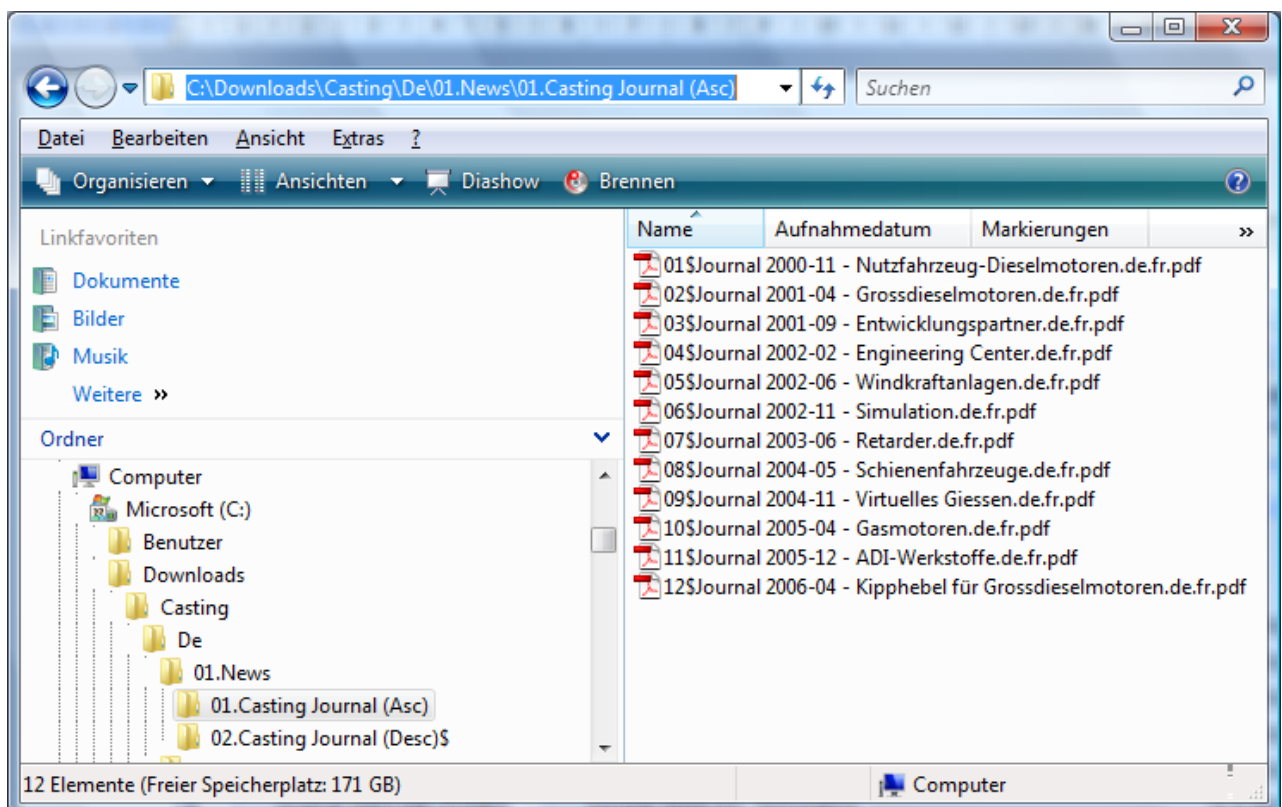 C:\Downloads\Casting\De\01.News\01.Casting Journal (Asc)
Suchen
Datei Bearbeiten Ansicht Extras ?
Organisieren Ansichten Diashow Brennen ?
Linkfavoriten
Dokumente
Bilder
Musik
Weitere »
Ordner
Computer
Microsoft (C:)
Benutzer
Downloads
Casting
De
01.News
01.Casting Journal (Asc)
02.Casting Journal (Desc)$
Name Aufnahmedatum Markierungen »
01$Journal 2000-11 - Nutzfahrzeug-Dieselmotoren.de.fr.pdf
02$Journal 2001-04 - Grossdieselmotoren.de.fr.pdf
03$Journal 2001-09 - Entwicklungspartner.de.fr.pdf
04$Journal 2002-02 - Engineering Center.de.fr.pdf
05$Journal 2002-06 - Windkraftanlagen.de.fr.pdf
06$Journal 2002-11 - Simulation.de.fr.pdf
07$Journal 2003-06 - Retarder.de.fr.pdf
08$Journal 2004-05 - Schienenfahrzeuge.de.fr.pdf
09$Journal 2004-11 - Virtuelles Giessen.de.fr.pdf
10$Journal 2005-04 - Gasmotoren.de.fr.pdf
11$Journal 2005-12 - ADI-Werkstoffe.de.fr.pdf
12$Journal 2006-04 - Kipphebel für Grossdieselmotoren.de.fr.pdf
12 Elemente (Freier Speicherplatz: 171 GB) Computer